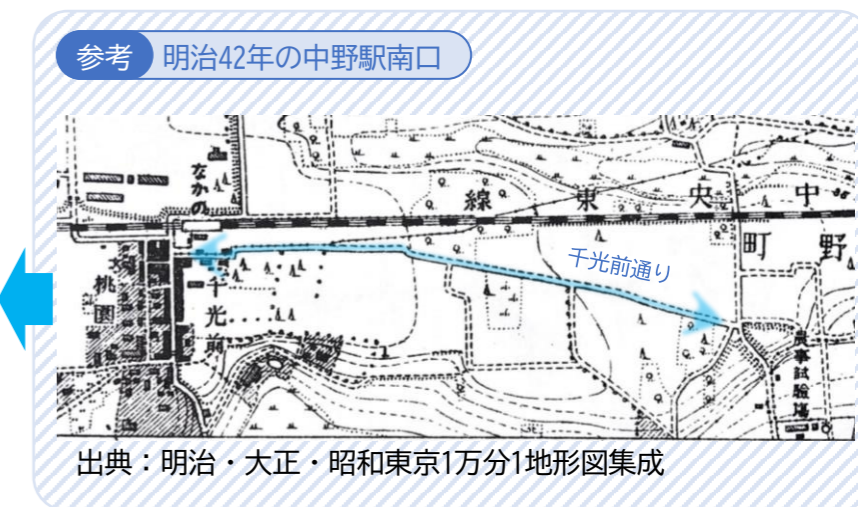 参考 明治42年の中野駅南口
なかの
線東央中
町野
千光前通り
桃園
千光前
農事試験場
出典：明治・大正・昭和東京1万分1地形図集成